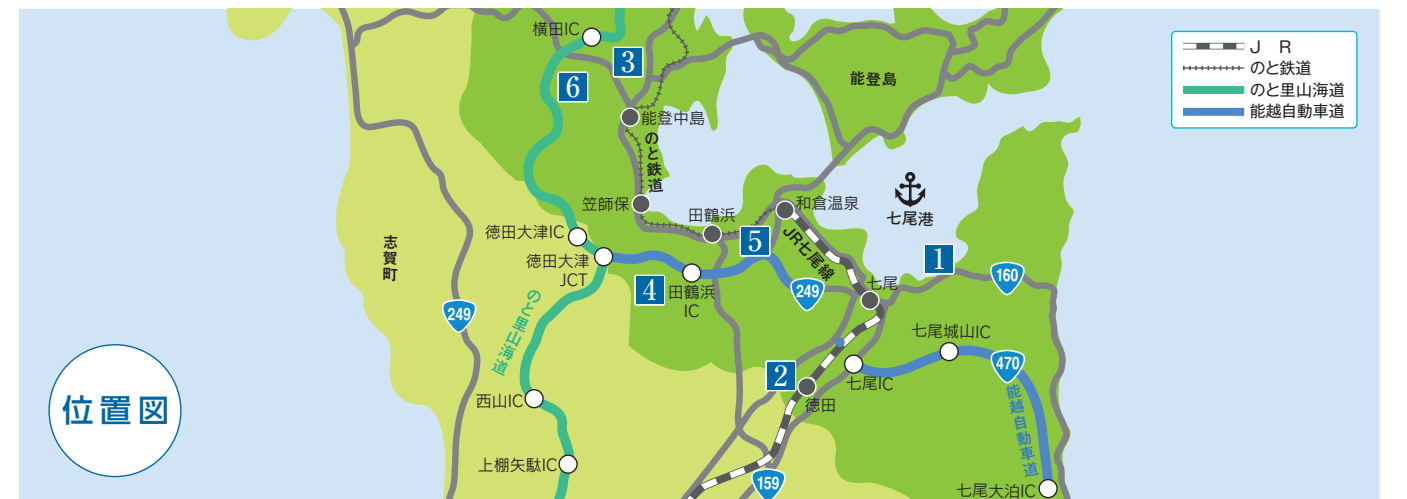 横田IC
3
6
能登島
J R
のと鉄道
のと里山海道
能越自動車道
能登中島
のと鉄道
笠師保
田鶴浜
和倉温泉
七尾港
徳田大津IC
志賀町
徳田大津
JCT
5
JR七尾線
1
160
4
田鶴浜
IC
249
七尾
249
のと里山海道
七尾城山IC
470
2
七尾IC
徳田
能越自動車道
位置図
西山IC
上棚矢駄IC
159
七尾大泊IC